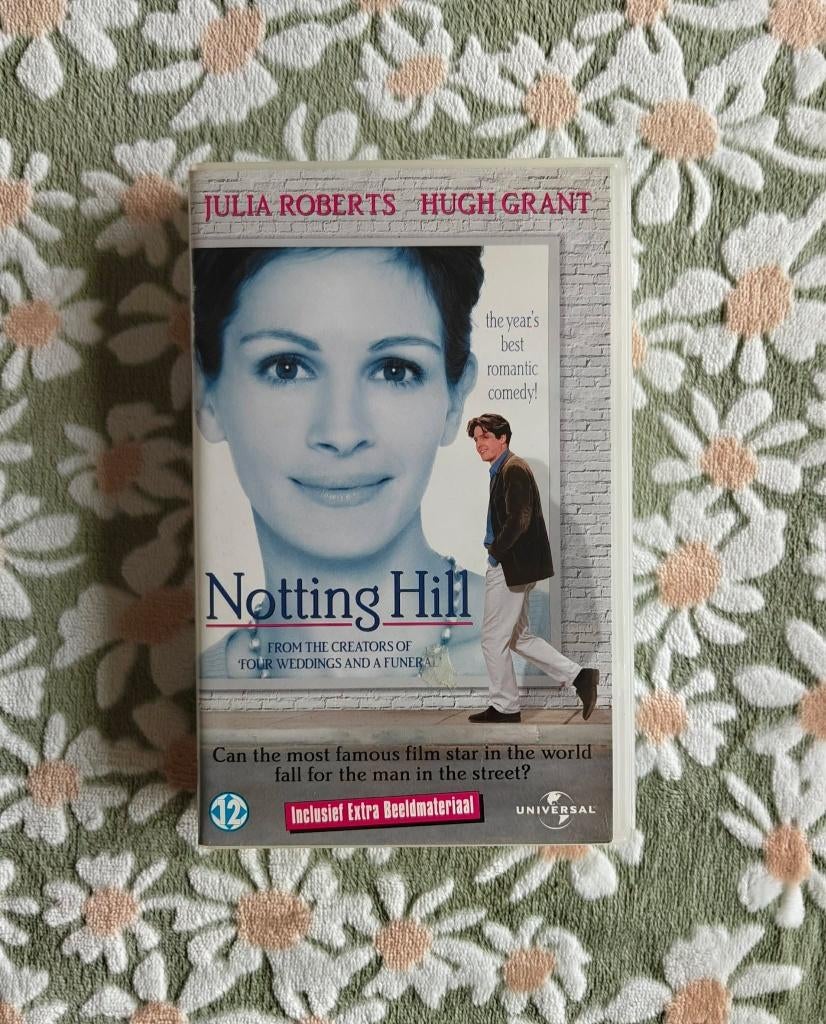 JULIA ROBERTS HUGH GRANT
the year's
best
romantic
comedy!
Notting Hill
FROM THE CREATORS OF
'FOUR WEDDINGS AND A FUNERAL'
Can the most famous film star in the world
fall for the man in the street?
12
Inclusief Extra Beeldmateriaal
UNIVERSAL